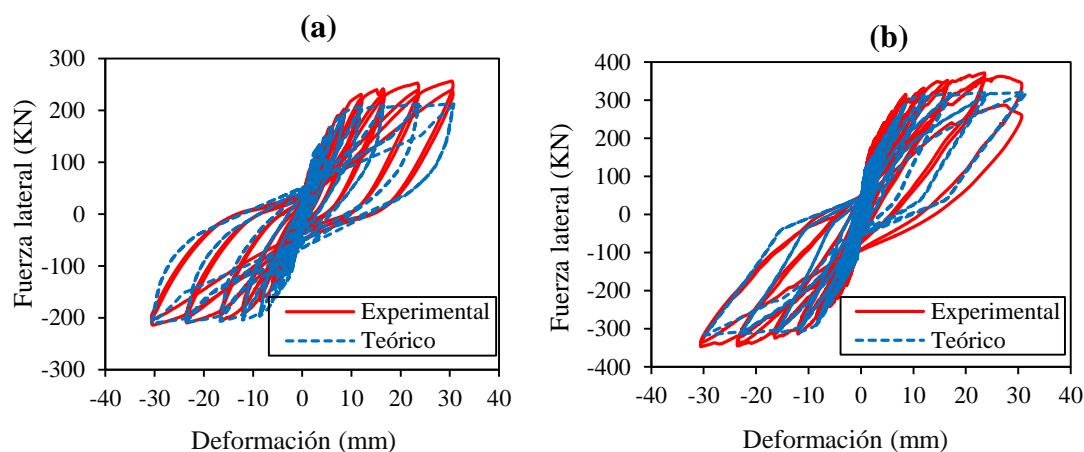 (a)
300
200
100
0
-100
-200
-300
-40 -30 -20 -10 0 10 20 30 40
Fuerza lateral (KN)
Deformación (mm)
Experimental
Teórico
(b)
400
300
200
100
0
-100
-200
-300
-400
-40 -30 -20 -10 0 10 20 30 40
Fuerza lateral (KN)
Deformación (mm)
Experimental
Teórico